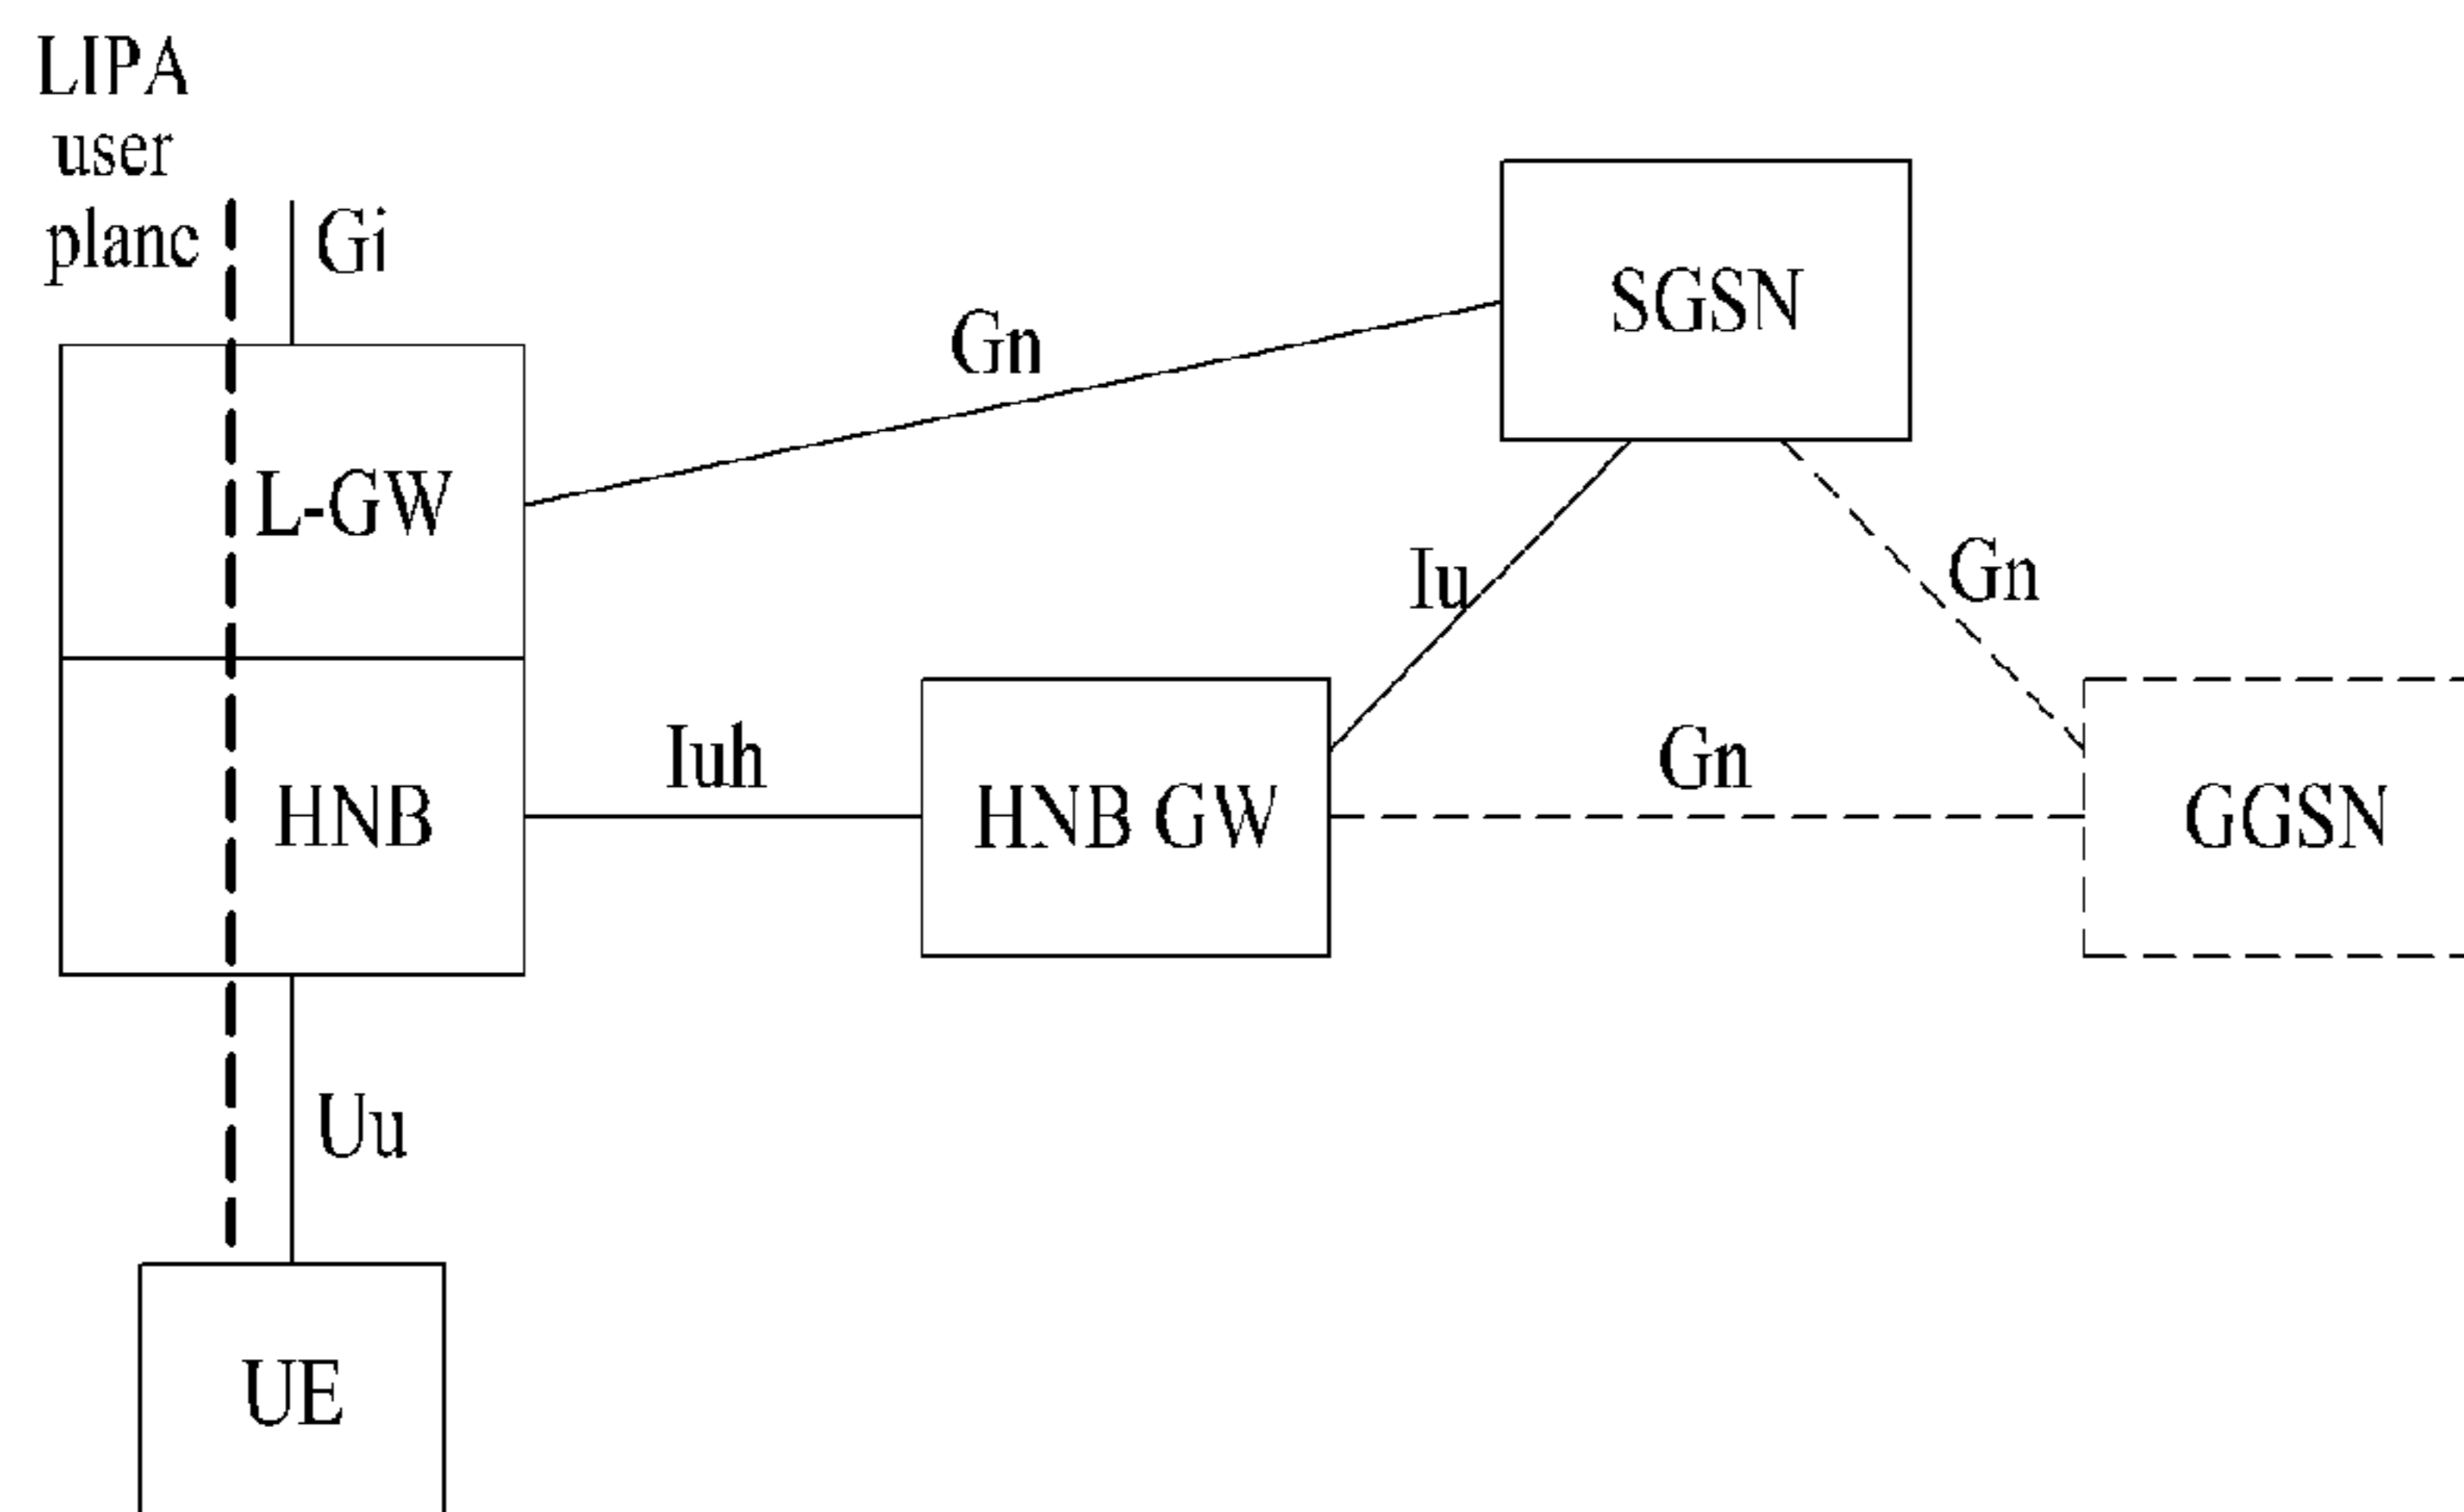 LIPA
user
planc
Gi
SGSN
Gn
L-GW
Iu
Gn
Iuh
Gn
HNB
HNB GW
GGSN
Uu
UE